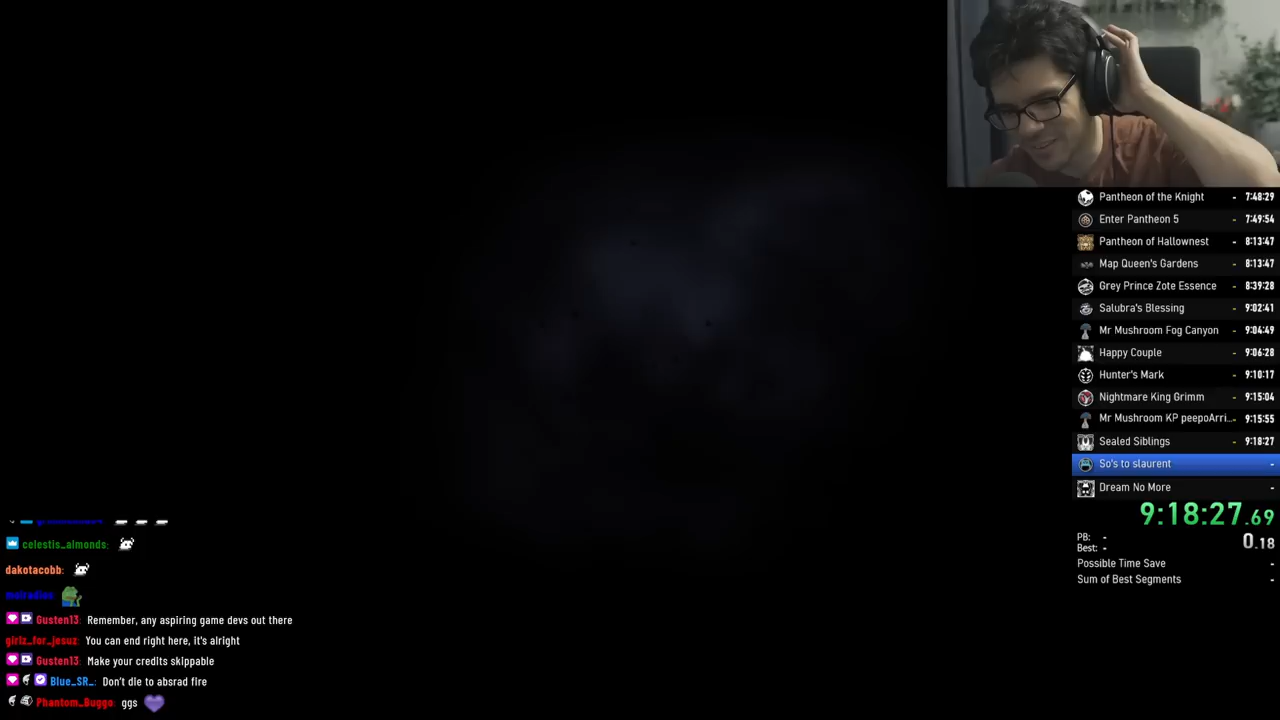 Pantheon of the Knight - 7:48:29
Enter Pantheon 5 - 7:49:54
Pantheon of Hallownest - 8:13:47
Map Queen's Gardens - 8:13:47
Grey Prince Zote Essence - 8:39:28
Salubra's Blessing - 9:02:41
Mr Mushroom Fog Canyon - 9:04:49
Happy Couple - 9:06:28
Hunter's Mark - 9:10:17
Nightmare King Grimm - 9:15:04
Mr Mushroom KP peepoArri... - 9:15:55
Sealed Siblings - 9:18:27
So's to slaurent -
Dream No More -
9:18:27.69
PB: -
Best: -
0.18
Possible Time Save -
Sum of Best Segments -
celestis_almonds:
dakotacobb:
Gusten13: Remember, any aspiring game devs out there
girlz_for_jesuz: You can end right here, it's alright
Gusten13: Make your credits skippable
Blue_SR_: Don't die to absrad fire
Phantom_Buggo: ggs